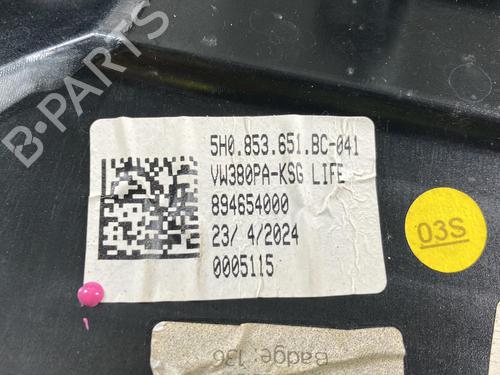 B-PARTS
5H0.853.651.BC-041
VW380PA-KSG LIFE
894654000
23/ 4/2024
0005115
03S
Badge: 136